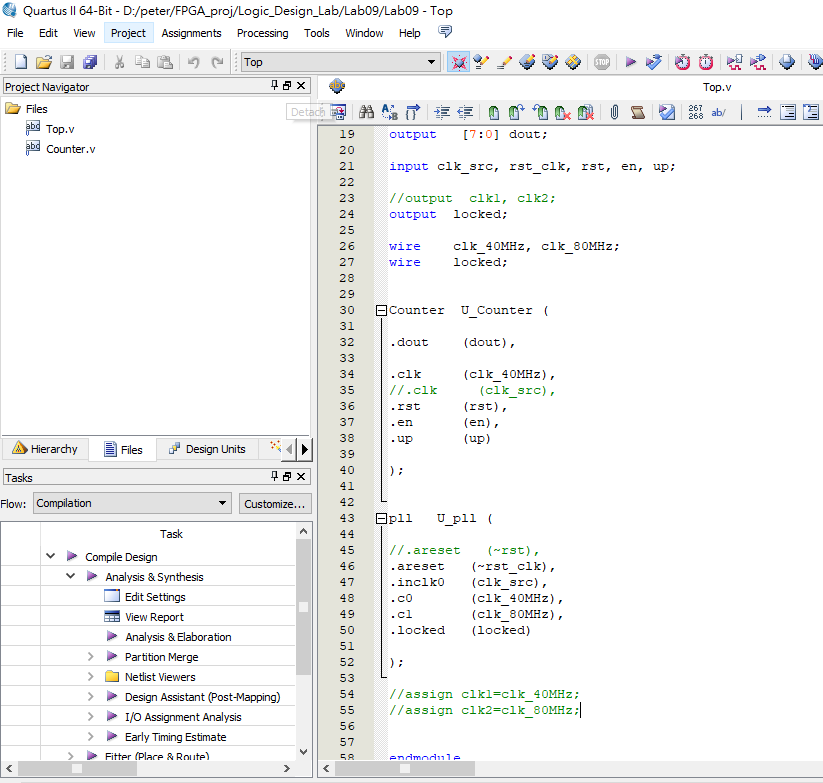 Quartus II 64-Bit - D:/peter/FPGA_proj/Logic_Design_Lab/Lab09/Lab09 - Top
File Edit View Project Assignments Processing Tools Window Help
Top
Project Navigator
Files
Top.v
Counter.v
Hierarchy Files Design Units
Tasks
Flow: Compilation Customize...
Task
Compile Design
Analysis & Synthesis
Edit Settings
View Report
Analysis & Elaboration
Partition Merge
Netlist Viewers
Design Assistant (Post-Mapping)
I/O Assignment Analysis
Early Timing Estimate
Fitter (Place & Route)
Top.v
Detach
267
268 ab/
19 output [7:0] dout;
20
21 input clk_src, rst_clk, rst, en, up;
22
23 //output clk1, clk2;
24 output locked;
25
26 wire clk_40MHz, clk_80MHz;
27 wire locked;
28
29
30 Counter U_Counter (
31
32 .dout (dout),
33
34 .clk (clk_40MHz),
35 //.clk (clk_src),
36 .rst (rst),
37 .en (en),
38 .up (up)
39
40 );
41
42
43 pll U_pll (
44
45 //.areset (~rst),
46 .areset (~rst_clk),
47 .inclk0 (clk_src),
48 .c0 (clk_40MHz),
49 .c1 (clk_80MHz),
50 .locked (locked)
51
52 );
53
54 //assign clk1=clk_40MHz;
55 //assign clk2=clk_80MHz;
56
57
58 endmodule